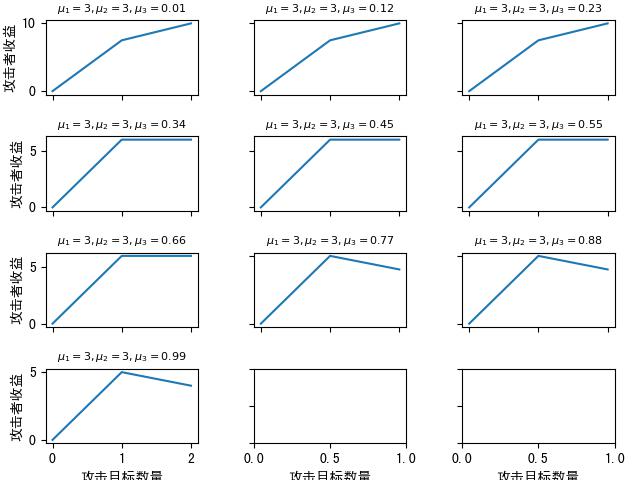 μ₁ = 3, μ₂ = 3, μ₃ = 0.01
μ₁ = 3, μ₂ = 3, μ₃ = 0.12
μ₁ = 3, μ₂ = 3, μ₃ = 0.23
攻击者收益
10
0
μ₁ = 3, μ₂ = 3, μ₃ = 0.34
μ₁ = 3, μ₂ = 3, μ₃ = 0.45
μ₁ = 3, μ₂ = 3, μ₃ = 0.55
攻击者收益
5
0
μ₁ = 3, μ₂ = 3, μ₃ = 0.66
μ₁ = 3, μ₂ = 3, μ₃ = 0.77
μ₁ = 3, μ₂ = 3, μ₃ = 0.88
攻击者收益
5
0
μ₁ = 3, μ₂ = 3, μ₃ = 0.99
攻击者收益
5
0
0 1 2
0.0 0.5 1.0
0.0 0.5 1.0
攻击目标数量
攻击目标数量
攻击目标数量